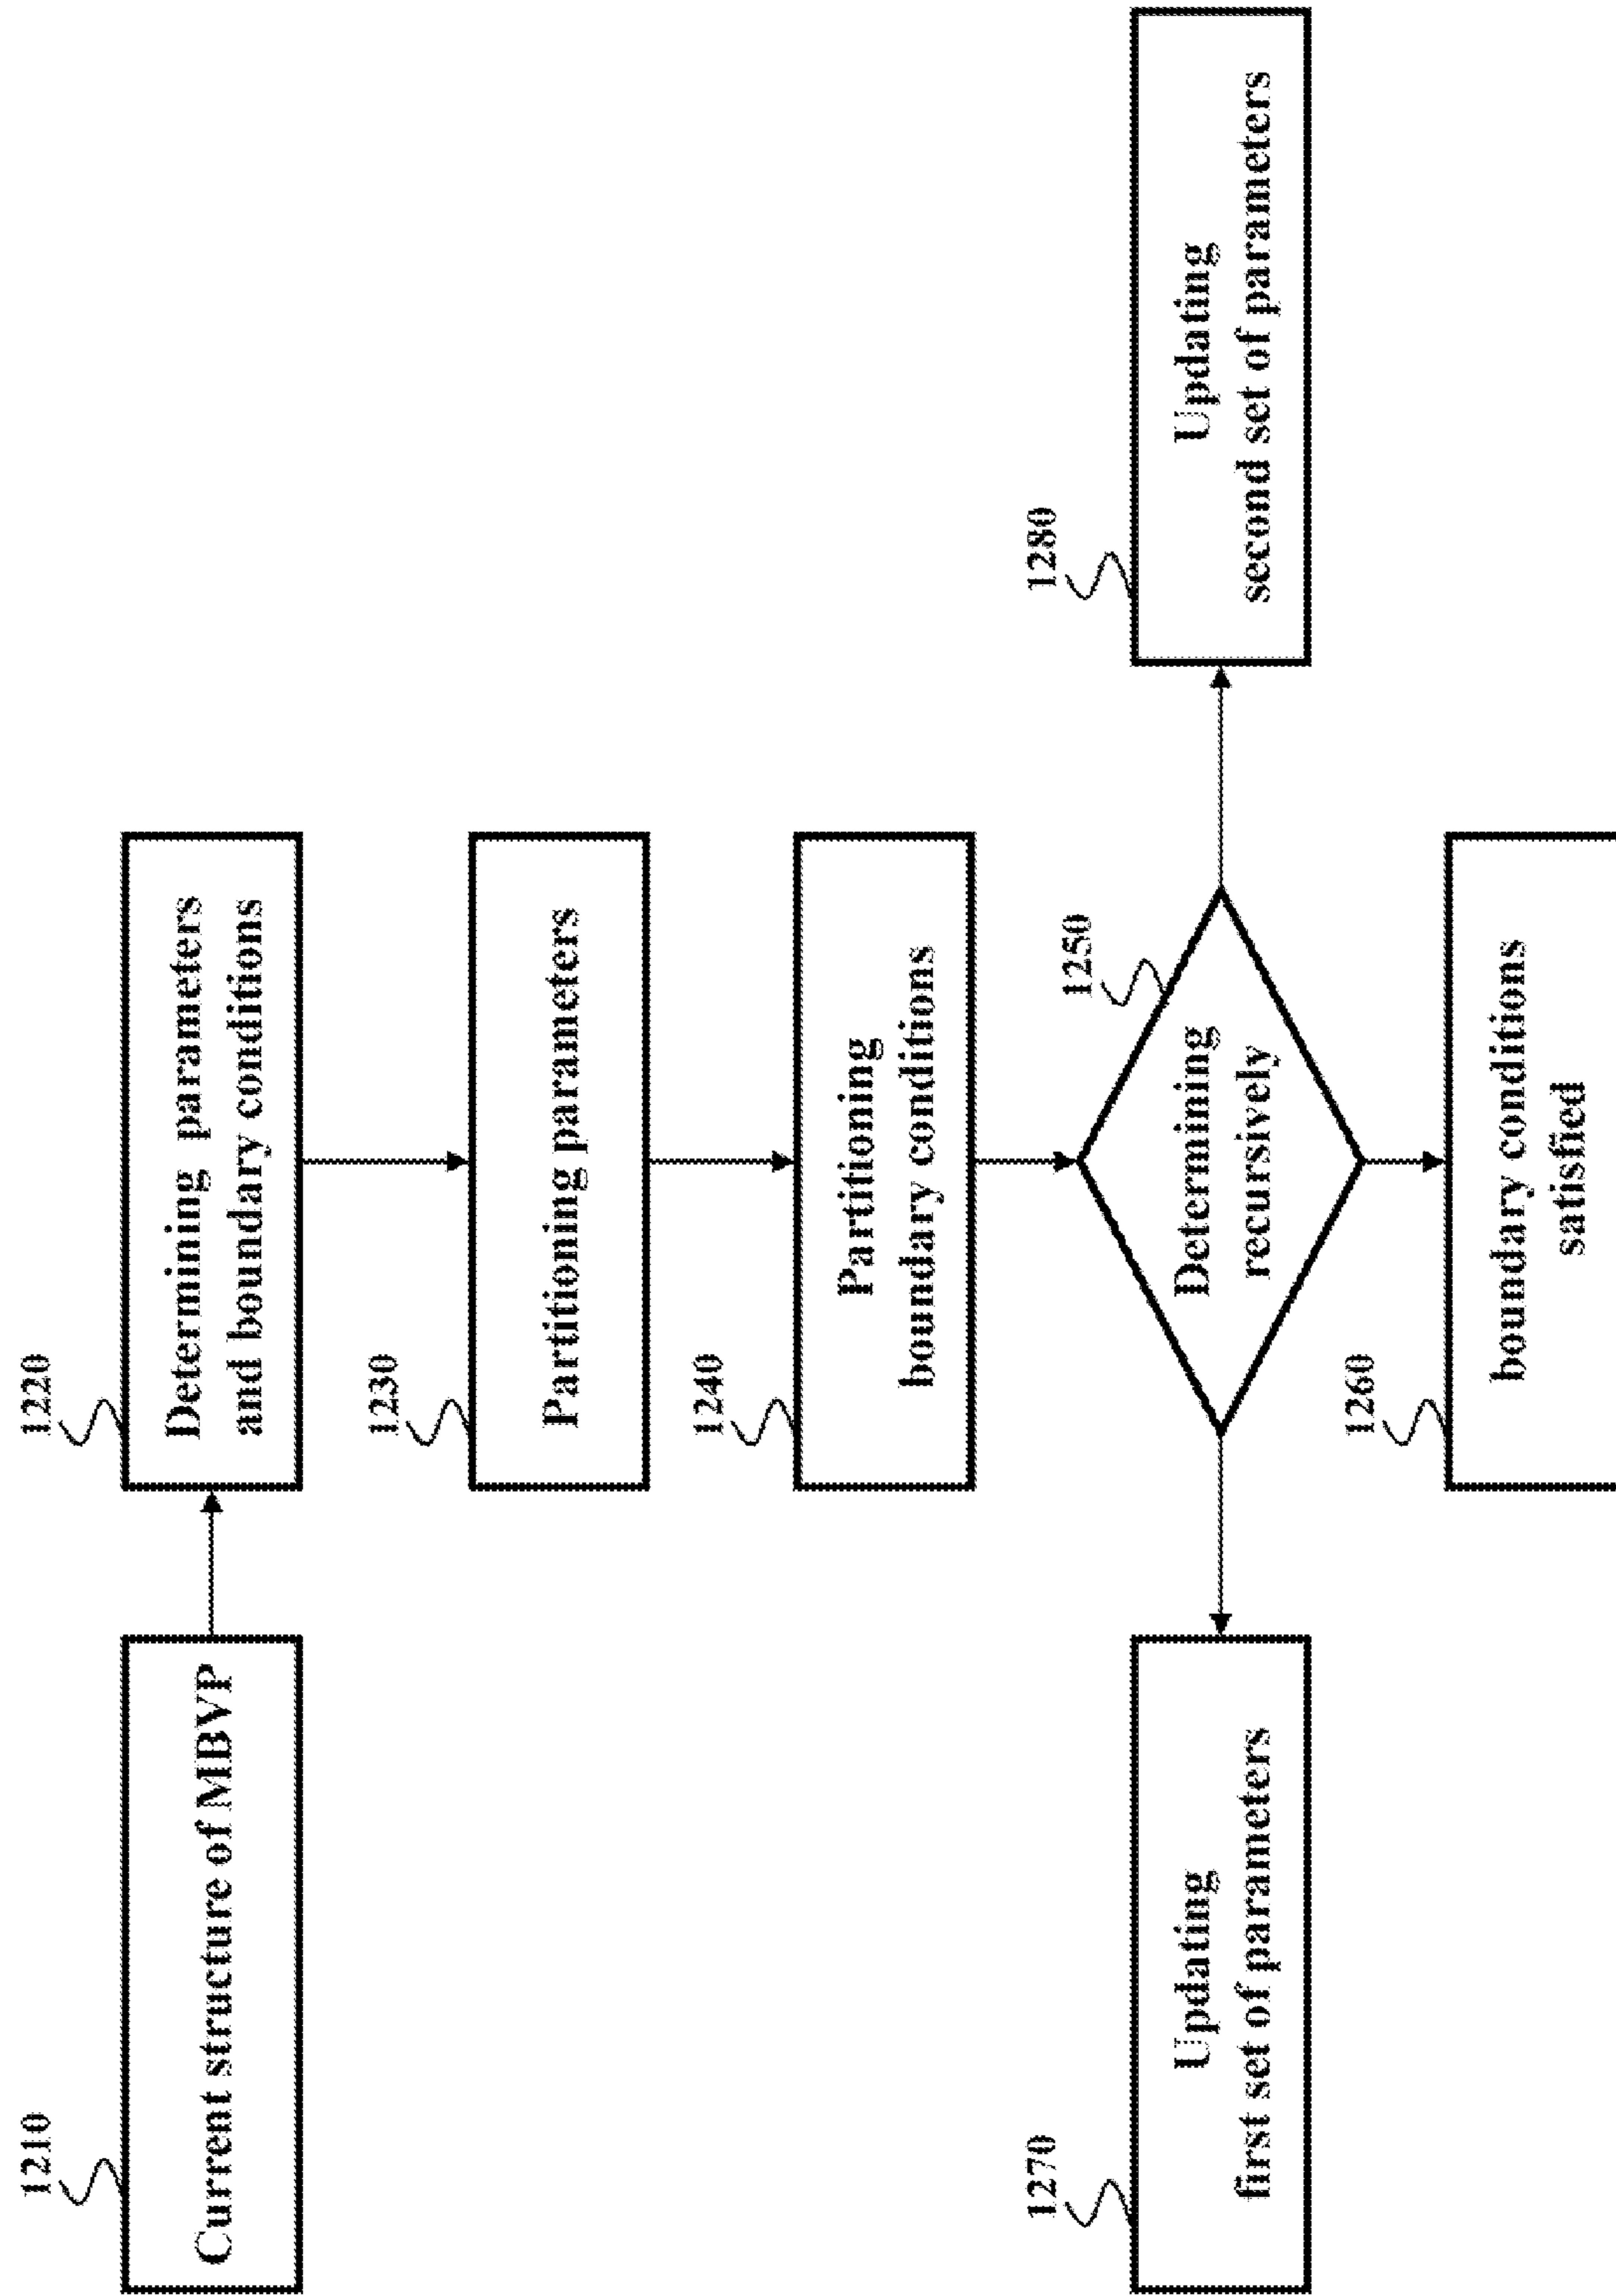 1210
Current structure of MBVP
1220
Determining parameters
and boundary conditions
1230
Partitioning parameters
1240
Partitioning
boundary conditions
1250
Determining
recursively
1270
Updating
first set of parameters
1280
Updating
second set of parameters
1260
boundary conditions
satisfied